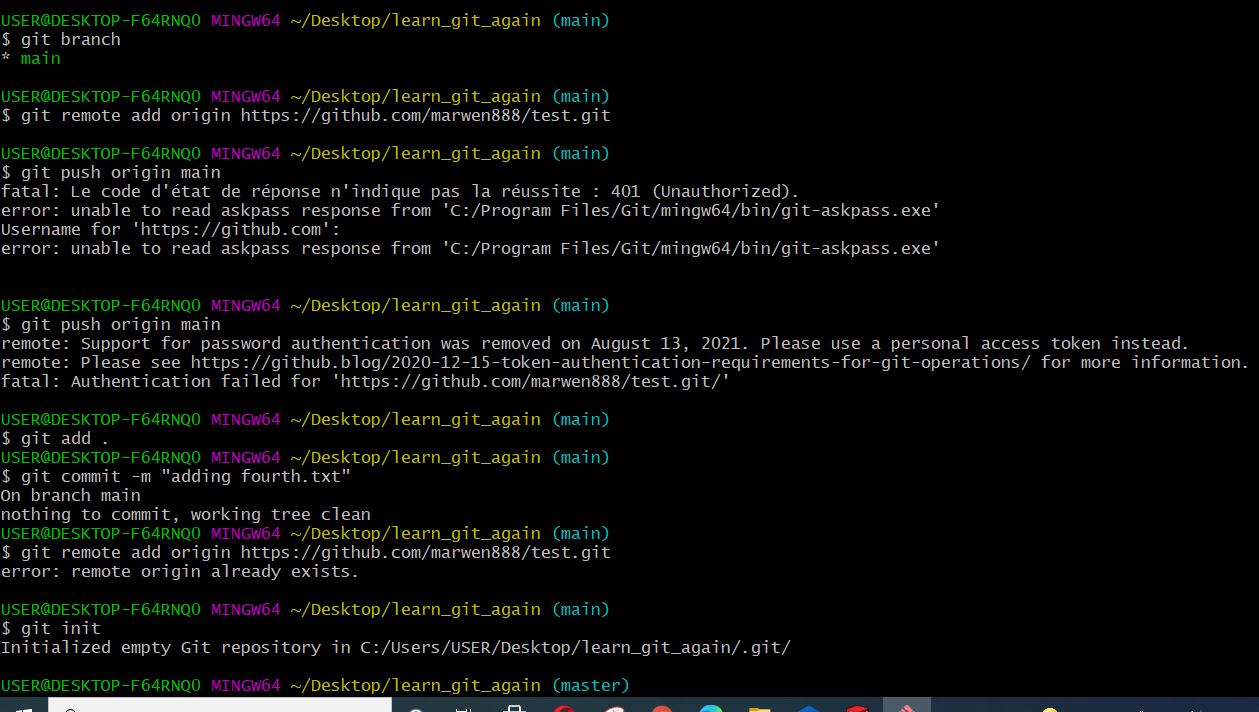 USER@DESKTOP-F64RNQO MINGW64 ~/Desktop/learn_git_again (main)
$ git branch
* main
USER@DESKTOP-F64RNQO MINGW64 ~/Desktop/learn_git_again (main)
$ git remote add origin https://github.com/marwen888/test.git
USER@DESKTOP-F64RNQO MINGW64 ~/Desktop/learn_git_again (main)
$ git push origin main
fatal: Le code d'état de réponse n'indique pas la réussite : 401 (Unauthorized).
error: unable to read askpass response from 'C:/Program Files/Git/mingw64/bin/git-askpass.exe'
Username for 'https://github.com':
error: unable to read askpass response from 'C:/Program Files/Git/mingw64/bin/git-askpass.exe'
USER@DESKTOP-F64RNQO MINGW64 ~/Desktop/learn_git_again (main)
$ git push origin main
remote: Support for password authentication was removed on August 13, 2021. Please use a personal access token instead.
remote: Please see https://github.blog/2020-12-15-token-authentication-requirements-for-git-operations/ for more information.
fatal: Authentication failed for 'https://github.com/marwen888/test.git/'
USER@DESKTOP-F64RNQO MINGW64 ~/Desktop/learn_git_again (main)
$ git add .
USER@DESKTOP-F64RNQO MINGW64 ~/Desktop/learn_git_again (main)
$ git commit -m "adding fourth.txt"
On branch main
nothing to commit, working tree clean
USER@DESKTOP-F64RNQO MINGW64 ~/Desktop/learn_git_again (main)
$ git remote add origin https://github.com/marwen888/test.git
error: remote origin already exists.
USER@DESKTOP-F64RNQO MINGW64 ~/Desktop/learn_git_again (main)
$ git init
Initialized empty Git repository in C:/Users/USER/Desktop/learn_git_again/.git/
USER@DESKTOP-F64RNQO MINGW64 ~/Desktop/learn_git_again (master)